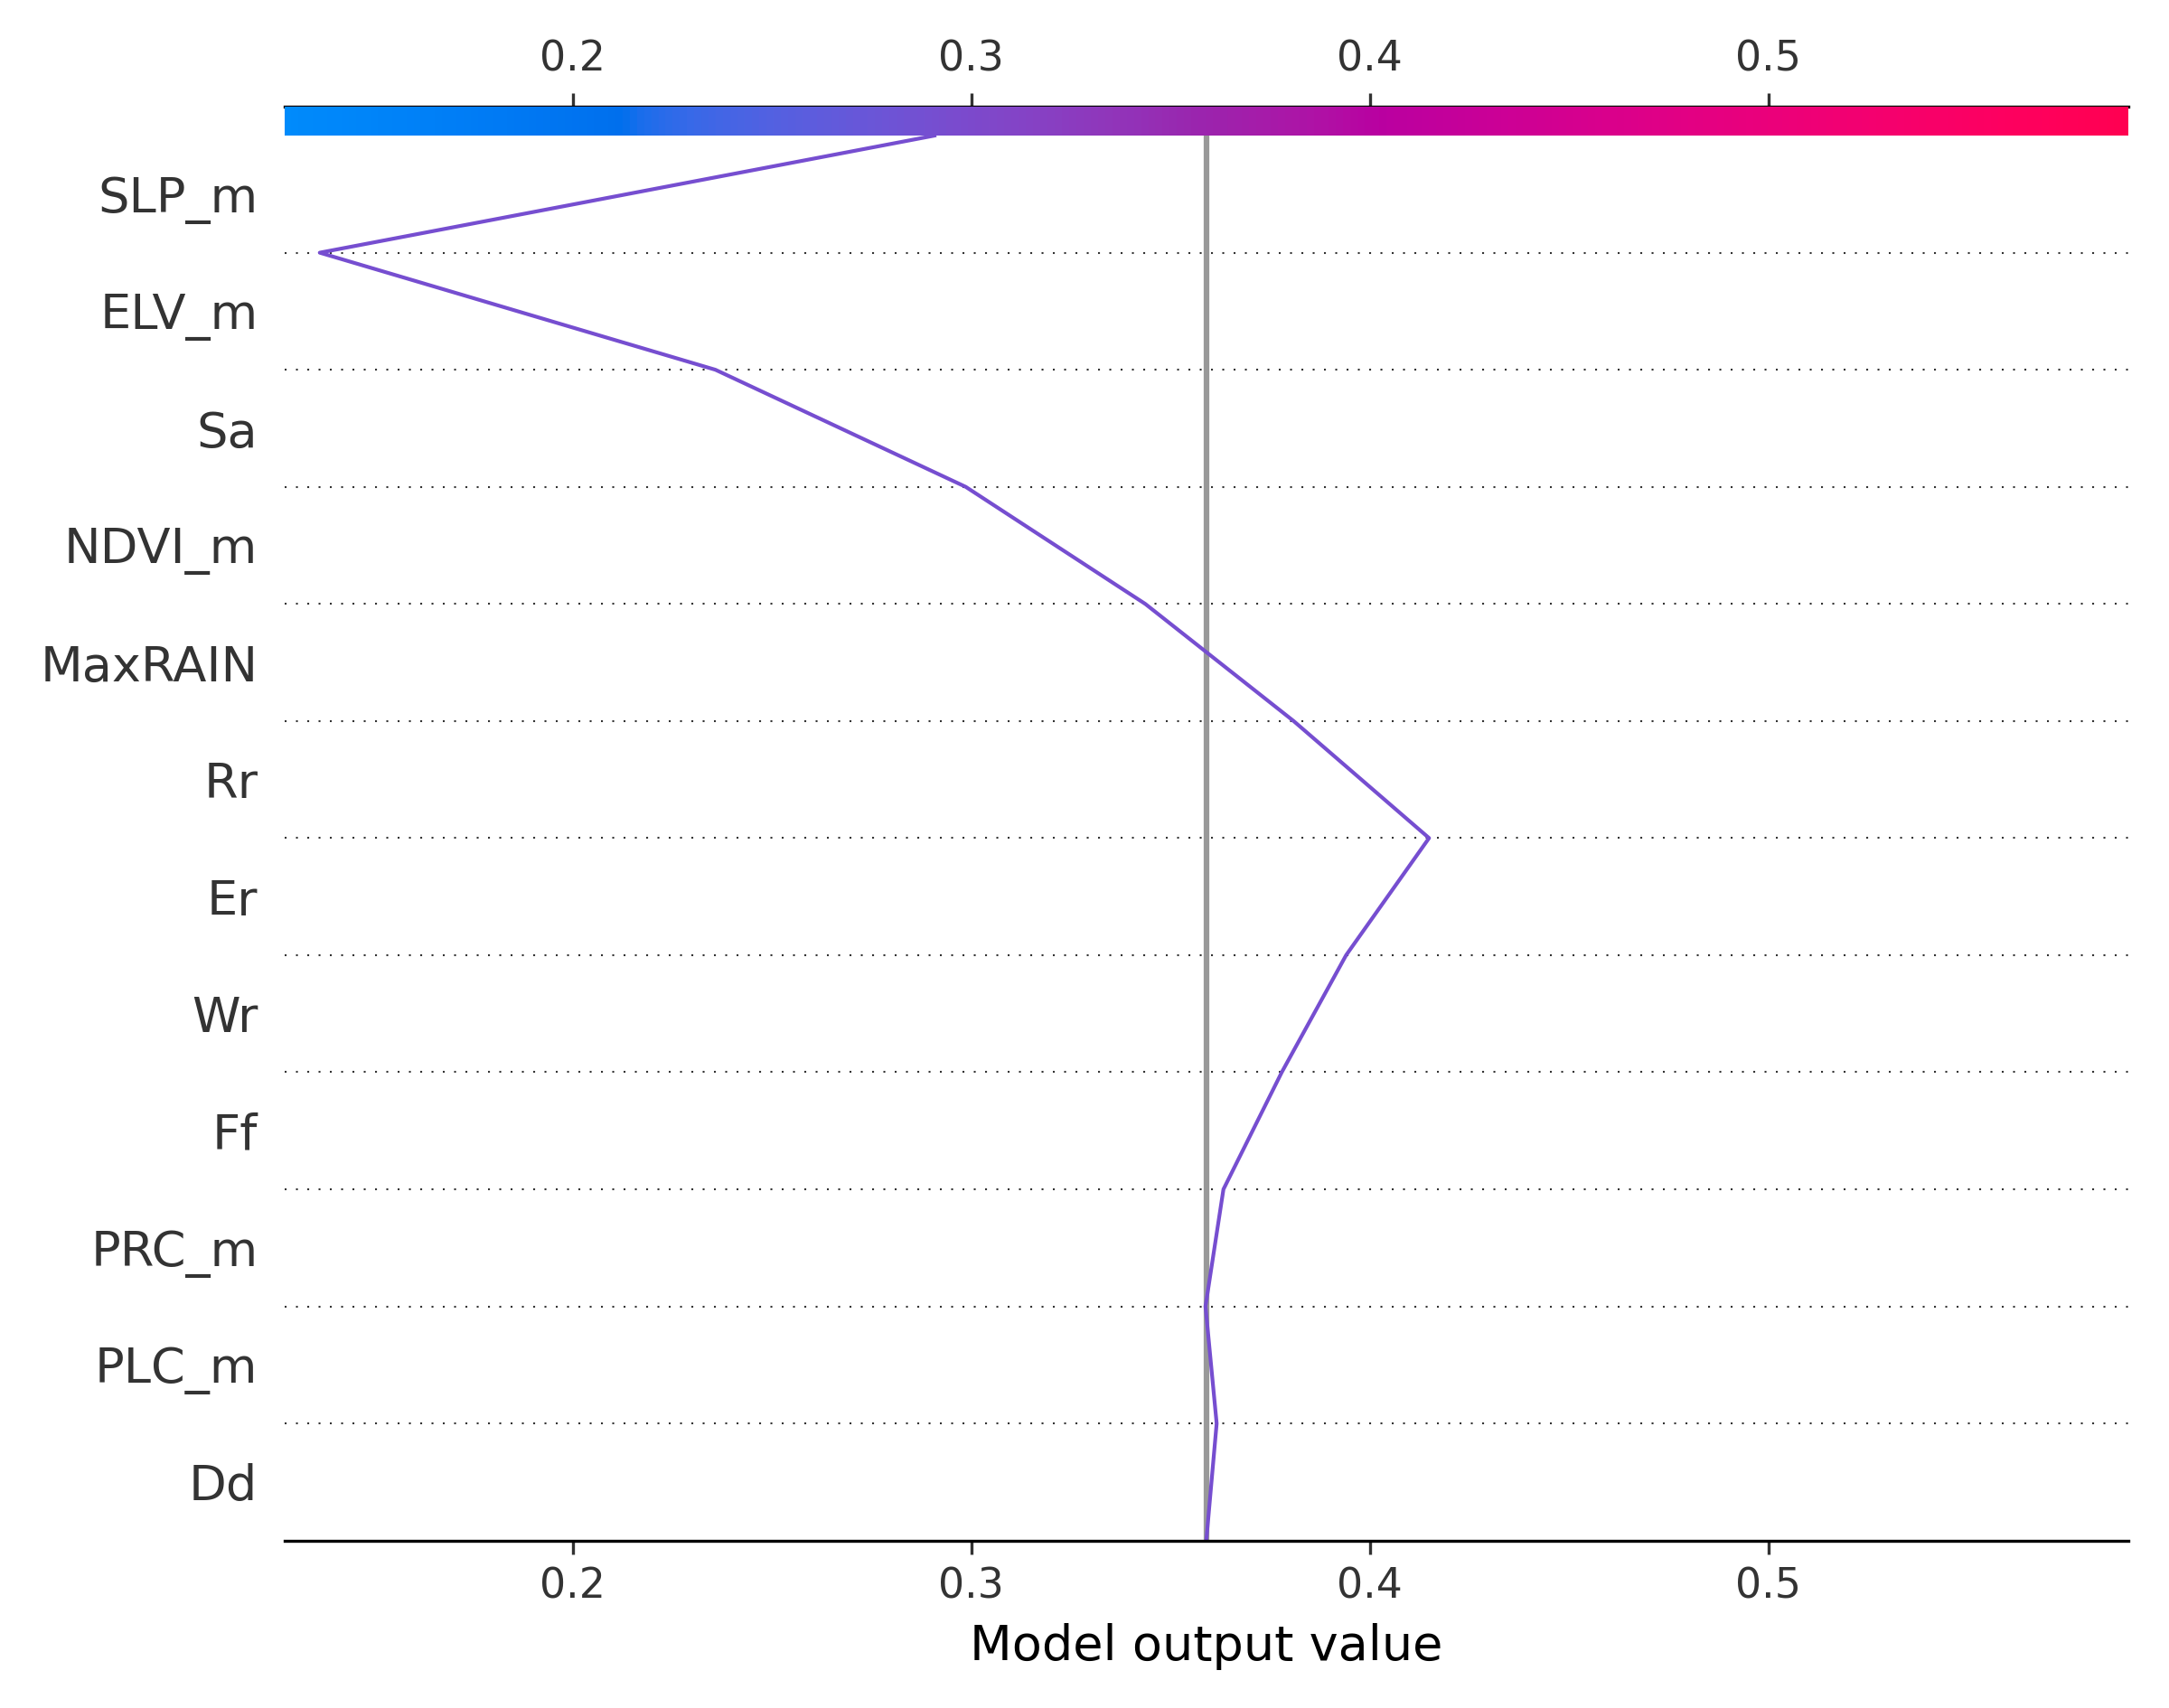 0.2 0.3 0.4 0.5
SLP_m
ELV_m
Sa
NDVI_m
MaxRAIN
Rr
Er
Wr
Ff
PRC_m
PLC_m
Dd
0.2 0.3 0.4 0.5
Model output value